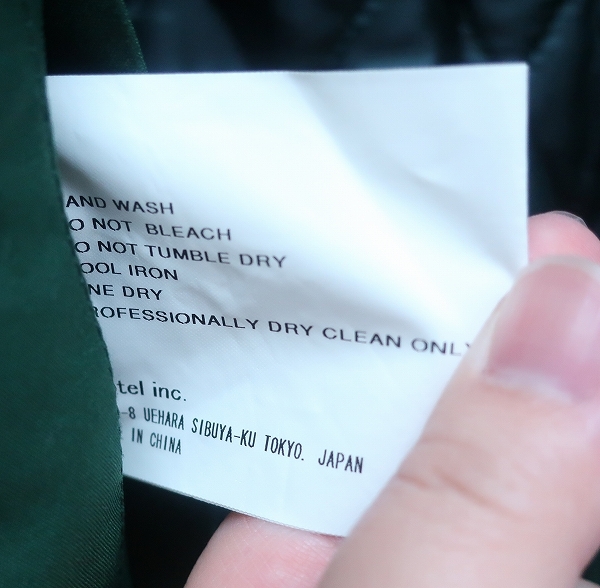 AND WASH
O NOT BLEACH
O NOT TUMBLE DRY
OOL IRON
NE DRY
ROFESSIONALLY DRY CLEAN ONLY
tel inc.
-8 UEHARA SIBUYA-KU TOKYO. JAPAN
IN CHINA